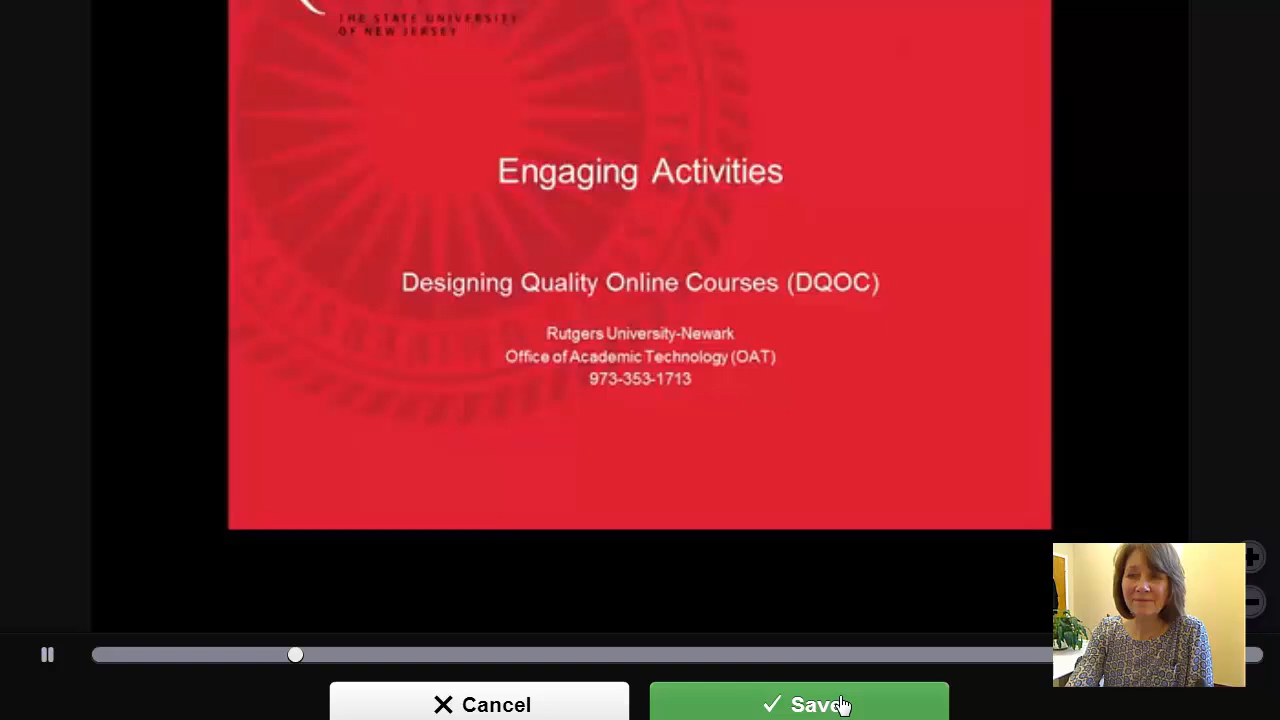 THE STATE UNIVERSITY
OF NEW JERSEY
Engaging Activities
Designing Quality Online Courses (DQOC)
Rutgers University-Newark
Office of Academic Technology (OAT)
973-353-1713
Cancel
Save